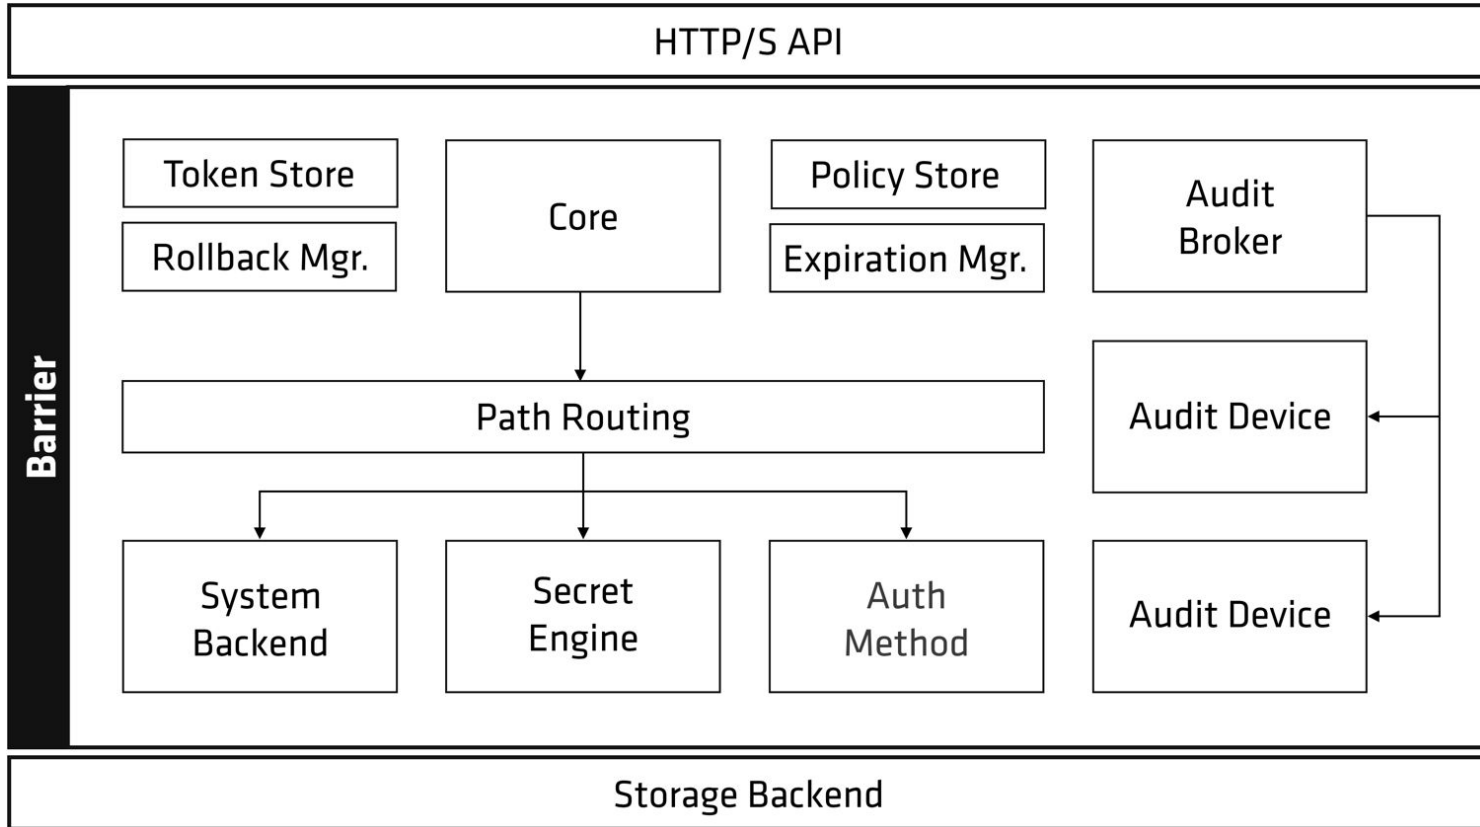 HTTP/S API
Barrier
Token Store
Rollback Mgr.
Core
Policy Store
Expiration Mgr.
Audit
Broker
Path Routing
Audit Device
System
Backend
Secret
Engine
Auth
Method
Audit Device
Storage Backend